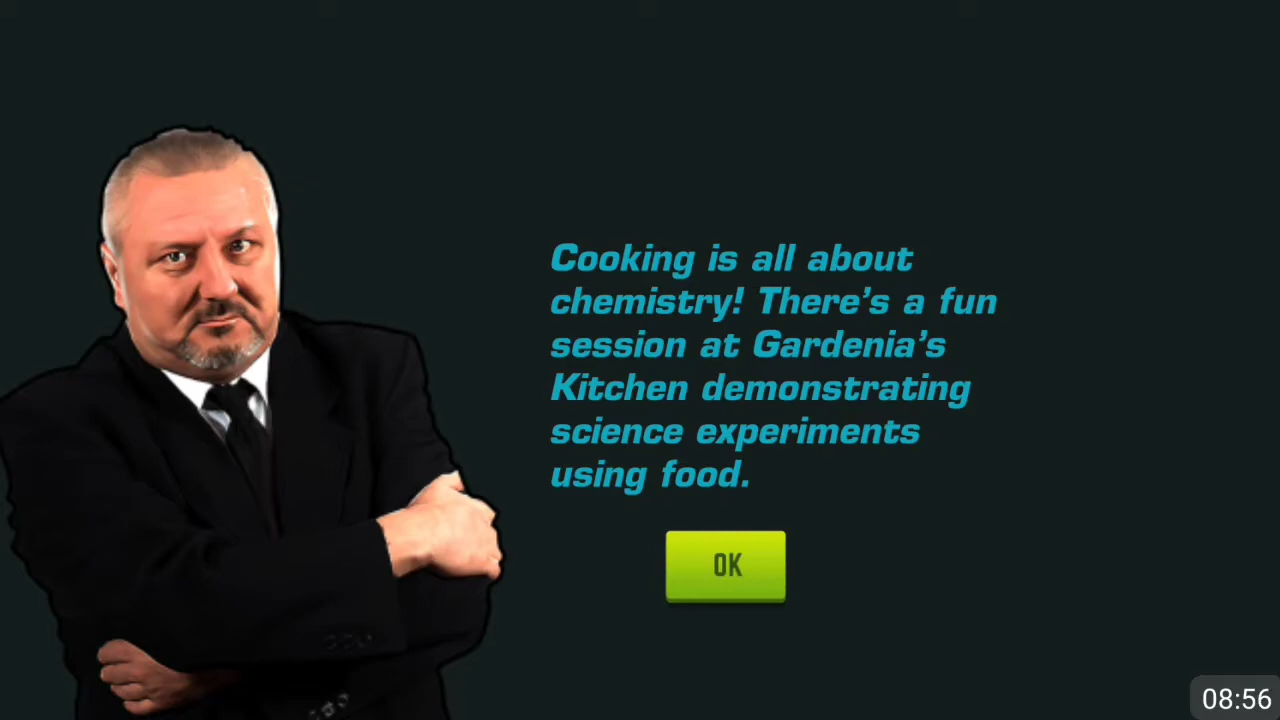 Cooking is all about
chemistry! There's a fun
session at Gardenia's
Kitchen demonstrating
science experiments
using food.
OK
08:56